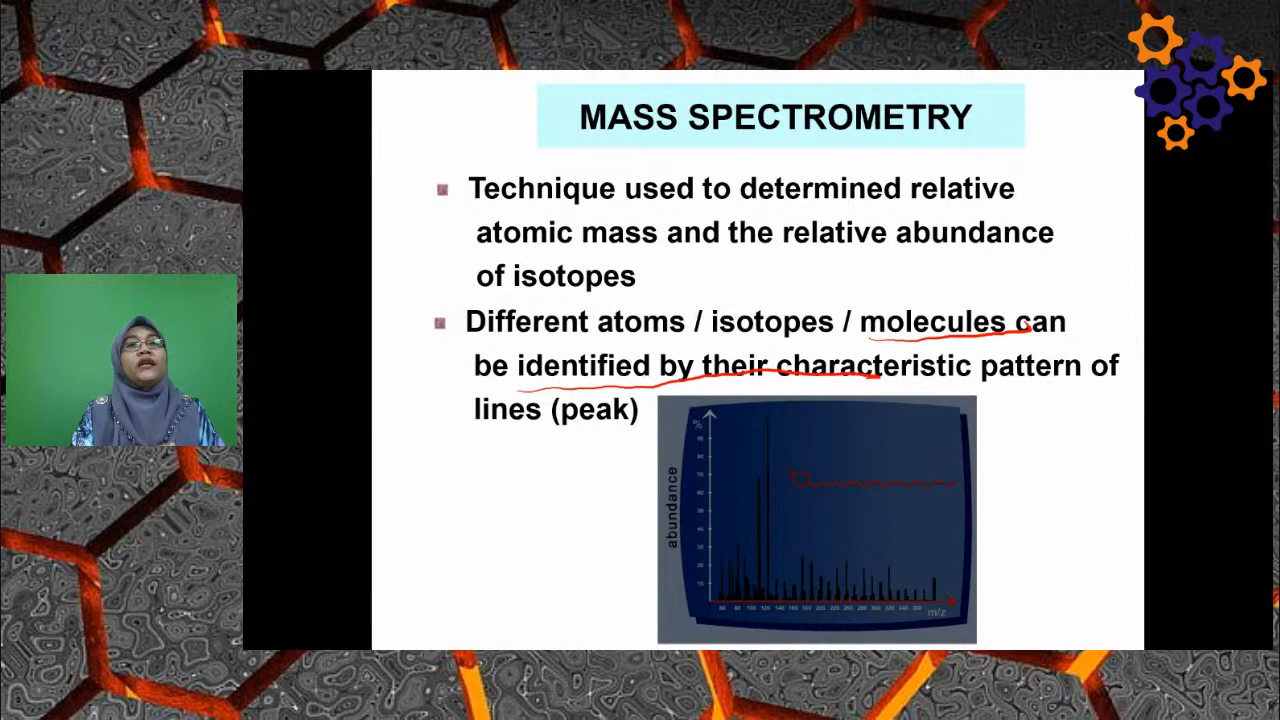 MASS SPECTROMETRY
Technique used to determined relative
atomic mass and the relative abundance
of isotopes
Different atoms / isotopes / molecules can
be identified by their characteristic pattern of
lines (peak)
abundance
m/z